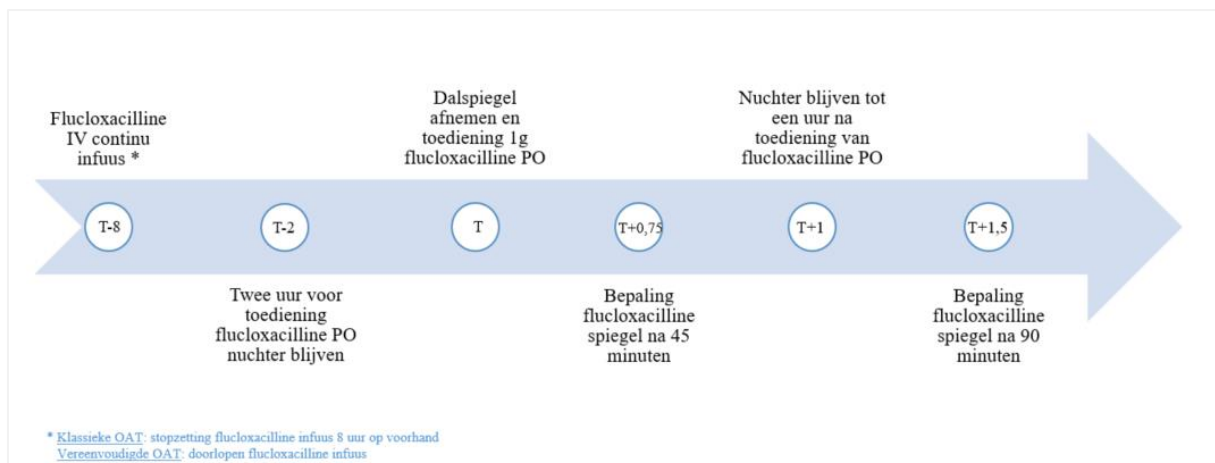 Flucloxacilline
IV continu
infuus *
Dalspiegel
afnemen en
toediening 1g
flucloxacilline PO
Nuchter blijven tot
een uur na
toediening van
flucloxacilline PO
T-8
T-2
T
T+0,75
T+1
T+1,5
Twee uur voor
toediening
flucloxacilline PO
nuchter blijven
Bepaling
flucloxacilline
spiegel na 45
minuten
Bepaling
flucloxacilline
spiegel na 90
minuten
* Klassieke OAT: stopzetting flucloxacilline infuus 8 uur op voorhand
Vereenvoudigde OAT: doorlopen flucloxacilline infuus